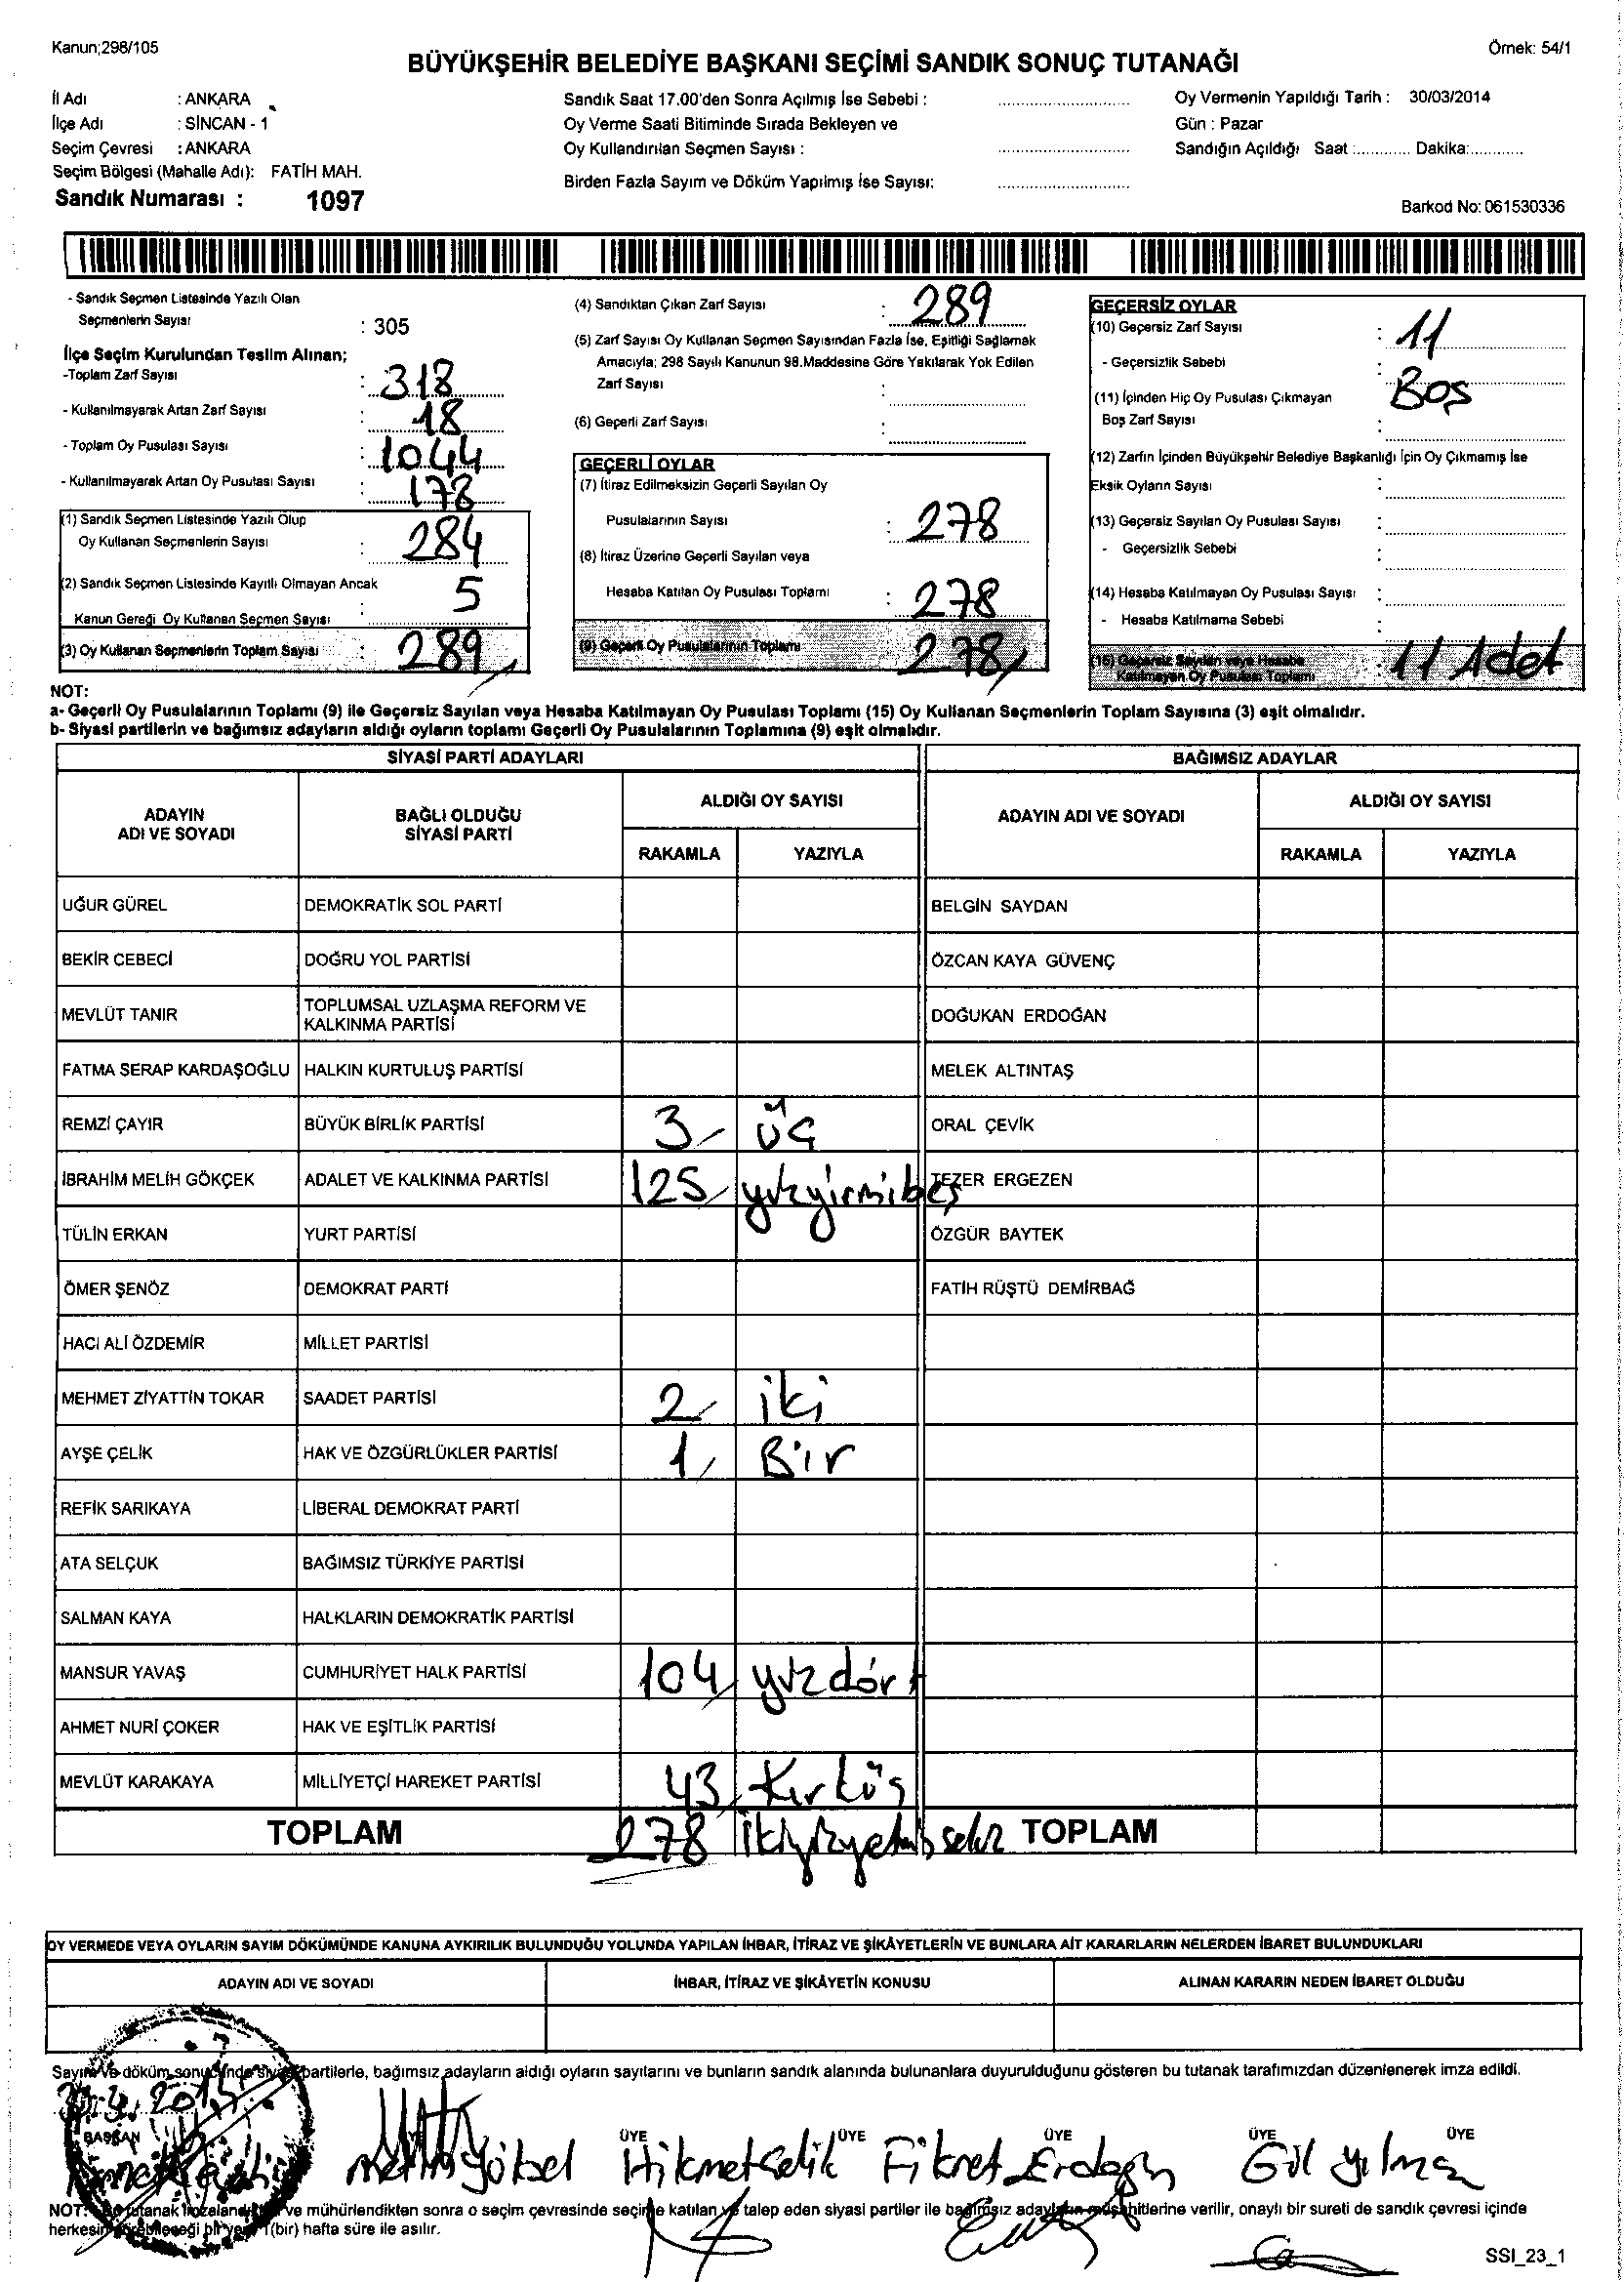 Kanun;298/105
Örnek: 54/1
BÜYÜKŞEHİR BELEDİYE BAŞKANI SEÇİMİ SANDIK SONUÇ TUTANAĞI
İl Adı : ANKARA
İlçe Adı : SİNCAN - 1
Seçim Çevresi : ANKARA
Seçim Bölgesi (Mahalle Adı): FATİH MAH.
Sandık Numarası : 1097
Sandık Saat 17.00'den Sonra Açılmış İse Sebebi :
Oy Verme Saati Bitiminde Sırada Bekleyen ve
Oy Kullandırılan Seçmen Sayısı :
Birden Fazla Sayım ve Döküm Yapılmış İse Sayısı:
Oy Vermenin Yapıldığı Tarih : 30/03/2014
Gün : Pazar
Sandığın Açıldığı Saat :............ Dakika:............
Barkod No: 061530336
- Sandık Seçmen Listesinde Yazılı Olan
Seçmenlerin Sayısı : 305
İlçe Seçim Kurulundan Teslim Alınan;
-Toplam Zarf Sayısı : 318
- Kullanılmayarak Artan Zarf Sayısı : 18
- Toplam Oy Pusulası Sayısı : 1044
- Kullanılmayarak Artan Oy Pusulası Sayısı : 178
(1) Sandık Seçmen Listesinde Yazılı Olup
Oy Kullanan Seçmenlerin Sayısı : 284
(2) Sandık Seçmen Listesinde Kayıtlı Olmayan Ancak
Kanun Gereği Oy Kullanan Seçmen Sayısı : 5
(3) Oy Kullanan Seçmenlerin Toplam Sayısı : 289
(4) Sandıktan Çıkan Zarf Sayısı : 289
(5) Zarf Sayısı Oy Kullanan Seçmen Sayısından Fazla İse, Eşitliği Sağlamak
Amacıyla; 298 Sayılı Kanunun 98.Maddesine Göre Yakılarak Yok Edilen
Zarf Sayısı :
(6) Geçerli Zarf Sayısı :
GEÇERLİ OYLAR
(7) İtiraz Edilmeksizin Geçerli Sayılan Oy
Pusulalarının Sayısı : 278
(8) İtiraz Üzerine Geçerli Sayılan veya
Hesaba Katılan Oy Pusulası Toplamı : 278
(9) Geçerli Oy Pusulalarının Toplamı 278
GEÇERSİZ OYLAR
(10) Geçersiz Zarf Sayısı : 11
- Geçersizlik Sebebi : Boş
(11) İçinden Hiç Oy Pusulası Çıkmayan
Boş Zarf Sayısı :
(12) Zarfın İçinden Büyükşehir Belediye Başkanlığı İçin Oy Çıkmamış İse
Eksik Oyların Sayısı :
(13) Geçersiz Sayılan Oy Pusulası Sayısı :
- Geçersizlik Sebebi :
(14) Hesaba Katılmayan Oy Pusulası Sayısı :
- Hesaba Katılmama Sebebi :
(15) Geçersiz Sayılan veya Hesaba
Katılmayan Oy Pusulası Toplamı : 11 Adet
NOT:
a- Geçerli Oy Pusulalarının Toplamı (9) ile Geçersiz Sayılan veya Hesaba Katılmayan Oy Pusulası Toplamı (15) Oy Kullanan Seçmenlerin Toplam Sayısına (3) eşit olmalıdır.
b- Siyasi partilerin ve bağımsız adayların aldığı oyların toplamı Geçerli Oy Pusulalarının Toplamına (9) eşit olmalıdır.
SİYASİ PARTİ ADAYLARI
BAĞIMSIZ ADAYLAR
ADAYIN
ADI VE SOYADI
BAĞLI OLDUĞU
SİYASİ PARTİ
ALDIĞI OY SAYISI
RAKAMLA YAZIYLA
ADAYIN ADI VE SOYADI
ALDIĞI OY SAYISI
RAKAMLA YAZIYLA
UĞUR GÜREL DEMOKRATİK SOL PARTİ BELGİN SAYDAN
BEKİR CEBECİ DOĞRU YOL PARTİSİ ÖZCAN KAYA GÜVENÇ
MEVLÜT TANIR TOPLUMSAL UZLAŞMA REFORM VE
KALKINMA PARTİSİ DOĞUKAN ERDOĞAN
FATMA SERAP KARDAŞOĞLU HALKIN KURTULUŞ PARTİSİ MELEK ALTINTAŞ
REMZİ ÇAYIR BÜYÜK BİRLİK PARTİSİ 3 üç ORAL ÇEVİK
İBRAHİM MELİH GÖKÇEK ADALET VE KALKINMA PARTİSİ 125 yüzyirmibeş TEZER ERGEZEN
TÜLİN ERKAN YURT PARTİSİ ÖZGÜR BAYTEK
ÖMER ŞENÖZ DEMOKRAT PARTİ FATİH RÜŞTÜ DEMİRBAĞ
HACI ALİ ÖZDEMİR MİLLET PARTİSİ
MEHMET ZİYATTİN TOKAR SAADET PARTİSİ 2 iki
AYŞE ÇELİK HAK VE ÖZGÜRLÜKLER PARTİSİ 1 Bir
REFİK SARIKAYA LİBERAL DEMOKRAT PARTİ
ATA SELÇUK BAĞIMSIZ TÜRKİYE PARTİSİ
SALMAN KAYA HALKLARIN DEMOKRATİK PARTİSİ
MANSUR YAVAŞ CUMHURİYET HALK PARTİSİ 104 yüzdört
AHMET NURİ ÇOKER HAK VE EŞİTLİK PARTİSİ
MEVLÜT KARAKAYA MİLLİYETÇİ HAREKET PARTİSİ 43 Kırküç
TOPLAM 278 TOPLAM
OY VERMEDE VEYA OYLARIN SAYIM DÖKÜMÜNDE KANUNA AYKIRILIK BULUNDUĞU YOLUNDA YAPILAN İHBAR, İTİRAZ VE ŞİKÂYETLERİN VE BUNLARA AİT KARARLARIN NELERDEN İBARET BULUNDUKLARI
ADAYIN ADI VE SOYADI İHBAR, İTİRAZ VE ŞİKÂYETİN KONUSU ALINAN KARARIN NEDEN İBARET OLDUĞU
Sayım ve döküm sonucunda siyasi partilerle, bağımsız adayların aldığı oyların sayılarını ve bunların sandık alanında bulunanlara duyurulduğunu gösteren bu tutanak tarafımızdan düzenlenerek imza edildi.
BAŞKAN ÜYE ÜYE ÜYE ÜYE ÜYE
Metin Yüksel Hikmet Çelik Fikret Erdoğan Gül Yılmaz
NOT: Bu tutanak imzalandıktan ve mühürlendikten sonra o seçim çevresinde seçime katılan ve talep eden siyasi partiler ile bağımsız adayların müşahitlerine verilir, onaylı bir sureti de sandık çevresi içinde
herkesin görebileceği bir yere 1(bir) hafta süre ile asılır.
SSI_23_1